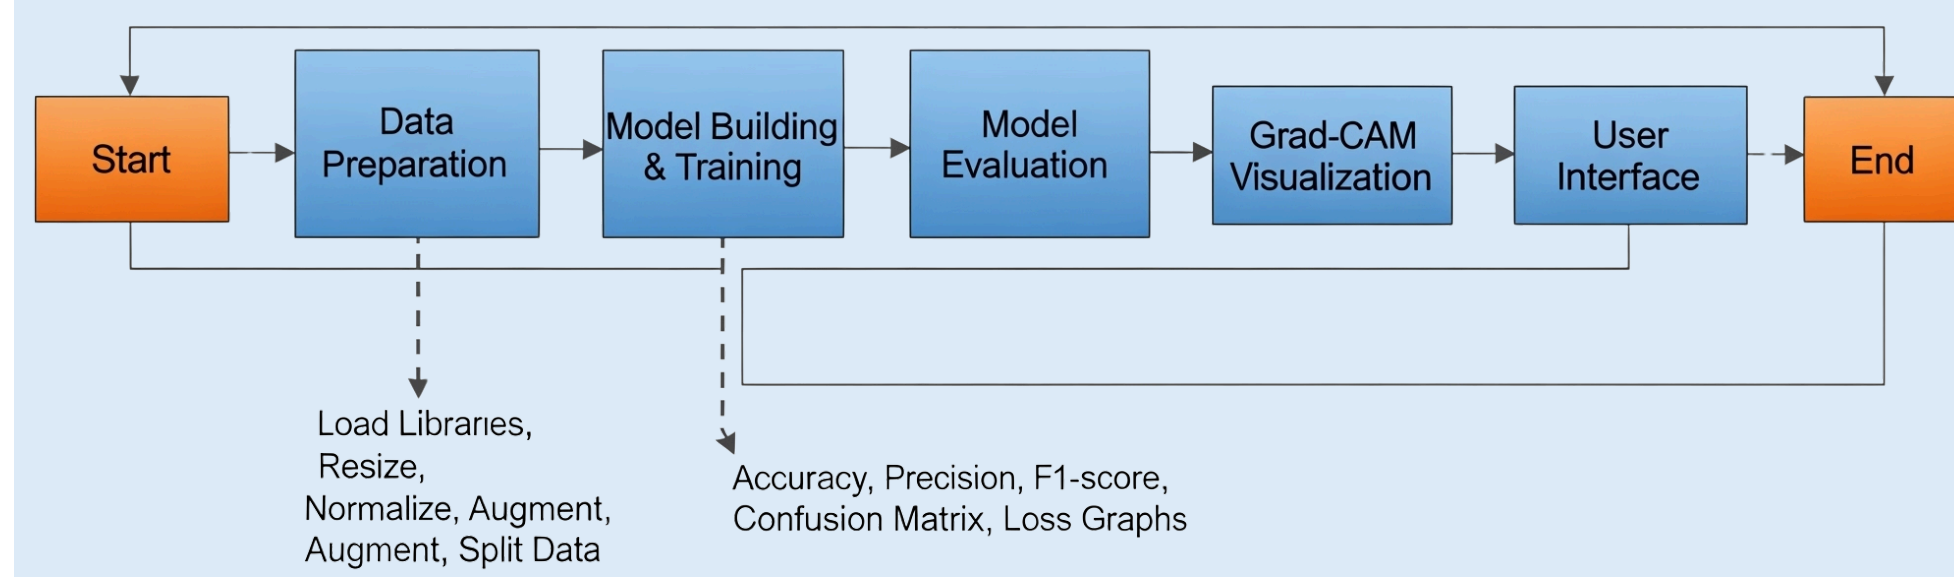 Start
Data
Preparation
Model Building
& Training
Model
Evaluation
Grad-CAM
Visualization
User
Interface
End
Load Libraries,
Resize,
Normalize, Augment,
Augment, Split Data
Accuracy, Precision, F1-score,
Confusion Matrix, Loss Graphs